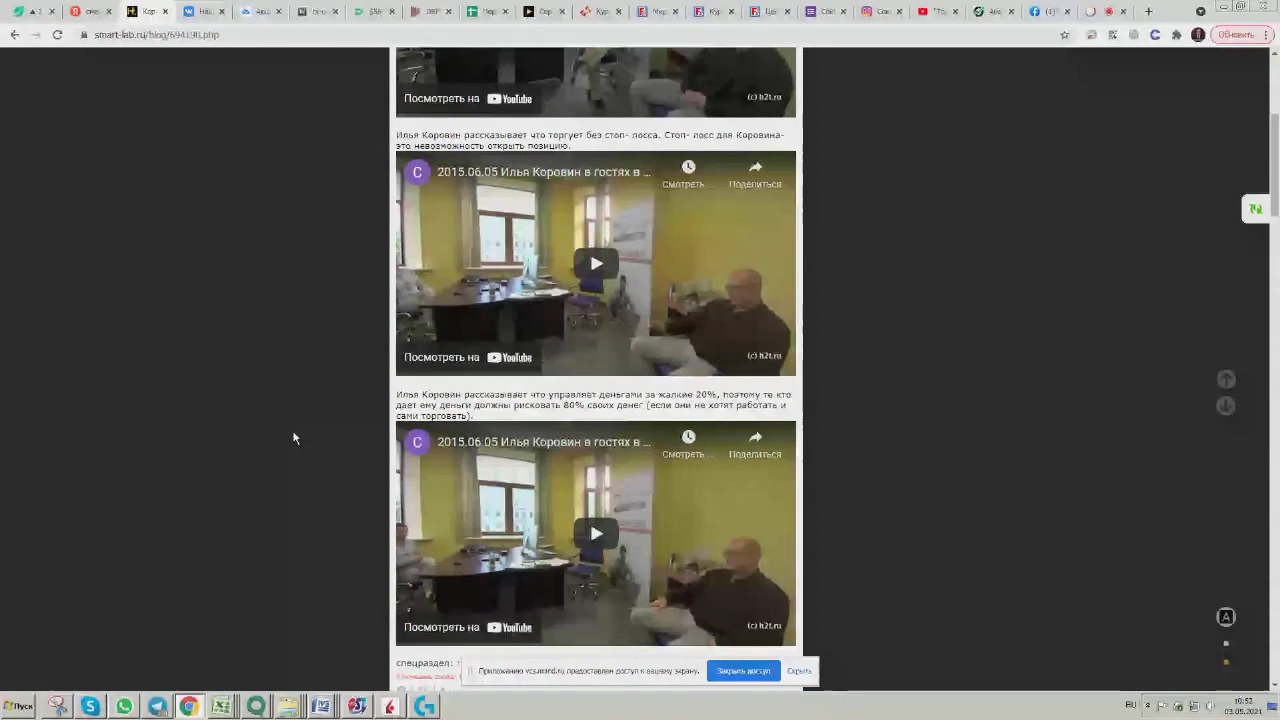 smart-lab.ru/blog/694190.php
Обновить
Посмотреть на YouTube
(c) h2t.ru
Илья Коровин рассказывает что торгует без стоп- лосса. Стоп- лосс для Коровина-
это невозможность открыть позицию.
С
2015.06.05 Илья Коровин в гостях в ...
Смотреть ...
Поделиться
Посмотреть на YouTube
(c) h2t.ru
Илья Коровин рассказывает что управляет деньгами за жалкие 20%, поэтому те кто
дает ему деньги должны рисковать 80% своих денег (если они не хотят работать и
сами торговать).
С
2015.06.05 Илья Коровин в гостях в ...
Смотреть ...
Поделиться
Посмотреть на YouTube
(c) h2t.ru
спецраздел:
Приложению vcs.imind.ru предоставлен доступ к вашему экрану.
Закрыть доступ
Скрыть
A
Пуск
RU
10:52
03.05.2021